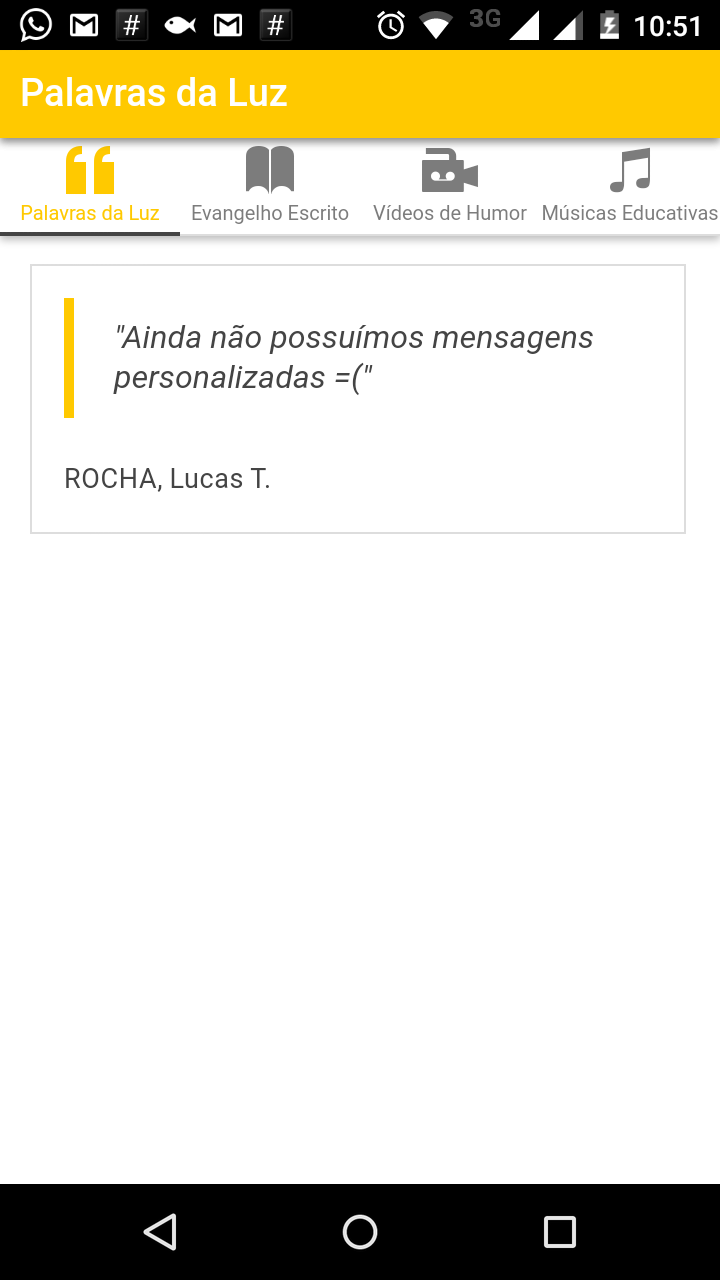 # # 3G 10:51
Palavras da Luz
Palavras da Luz Evangelho Escrito Vídeos de Humor Músicas Educativas
"Ainda não possuímos mensagens
personalizadas =("
ROCHA, Lucas T.